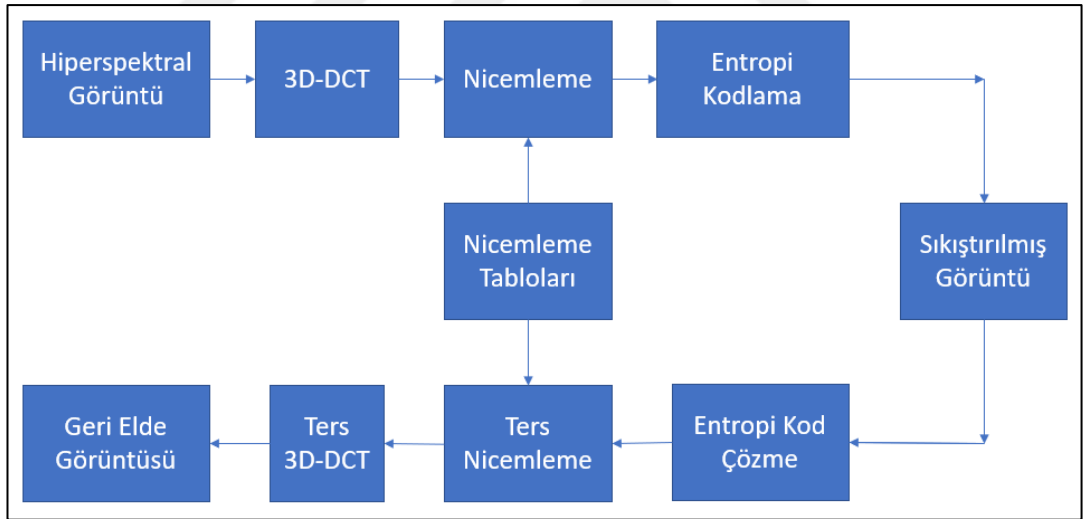 Hiperspektral
Görüntü
3D-DCT
Nicemleme
Entropi
Kodlama
Nicemleme
Tabloları
Sıkıştırılmış
Görüntü
Geri Elde
Görüntüsü
Ters
3D-DCT
Ters
Nicemleme
Entropi Kod
Çözme